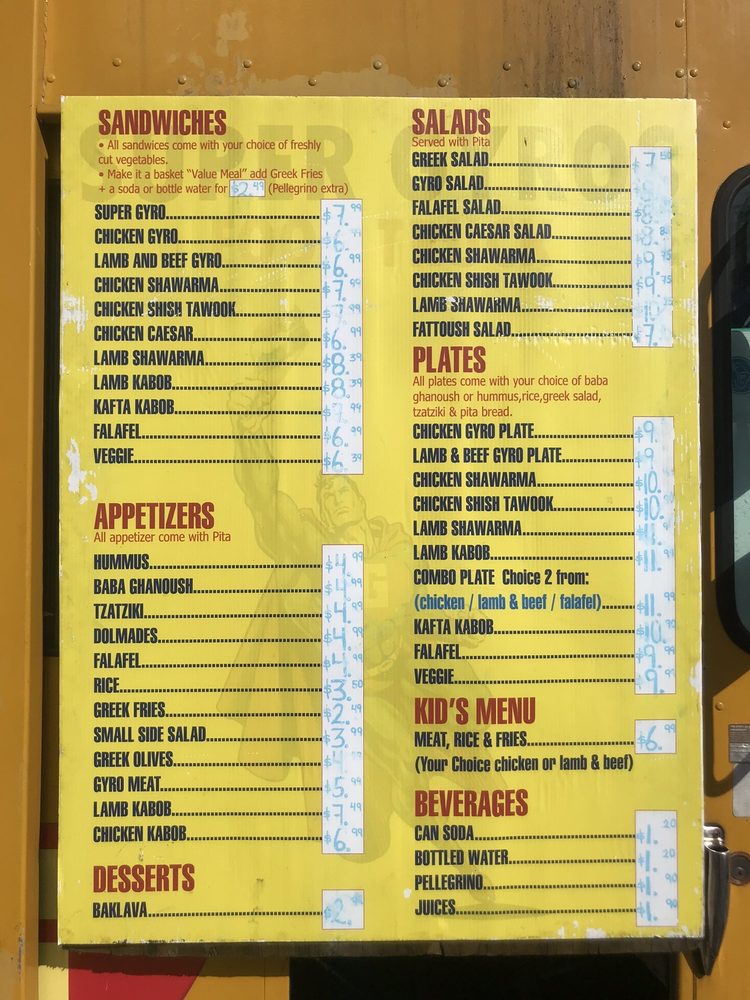 SUPER GYROS
SANDWICHES
• All sandwices come with your choice of freshly
cut vegetables.
• Make it a basket “Value Meal” add Greek Fries
+ a soda or bottle water for $2.49 (Pellegrino extra)
SUPER GYRO $7.99
CHICKEN GYRO $6.99
LAMB AND BEEF GYRO $6.99
CHICKEN SHAWARMA $7.99
CHICKEN SHISH TAWOOK
CHICKEN CAESAR $6.99
LAMB SHAWARMA $8.39
LAMB KABOB $8.39
KAFTA KABOB $7.99
FALAFEL $6.99
VEGGIE $6.39
APPETIZERS
All appetizer come with Pita
HUMMUS $4.99
BABA GHANOUSH $4.99
TZATZIKI $4.99
DOLMADES $4.99
FALAFEL $4.99
RICE $3.50
GREEK FRIES $2.49
SMALL SIDE SALAD $3.99
GREEK OLIVES
GYRO MEAT $5.99
LAMB KABOB $7.49
CHICKEN KABOB $6.99
DESSERTS
BAKLAVA $2.
SALADS
Served with Pita
GREEK SALAD $7.50
GYRO SALAD
FALAFEL SALAD
CHICKEN CAESAR SALAD
CHICKEN SHAWARMA $9.75
CHICKEN SHISH TAWOOK $9.75
LAMB SHAWARMA
FATTOUSH SALAD $7.
PLATES
All plates come with your choice of baba
ghanoush or hummus,rice,greek salad,
tzatziki & pita bread.
CHICKEN GYRO PLATE $9.
LAMB & BEEF GYRO PLATE $9
CHICKEN SHAWARMA $10.
CHICKEN SHISH TAWOOK $10.
LAMB SHAWARMA
LAMB KABOB $11.
COMBO PLATE Choice 2 from:
(chicken / lamb & beef / falafel) $11.99
KAFTA KABOB $10.
FALAFEL $9.99
VEGGIE $9.99
KID'S MENU
MEAT, RICE & FRIES $6.
(Your Choice chicken or lamb & beef)
BEVERAGES
CAN SODA $1.20
BOTTLED WATER $1.20
PELLEGRINO $1.90
JUICES $1.